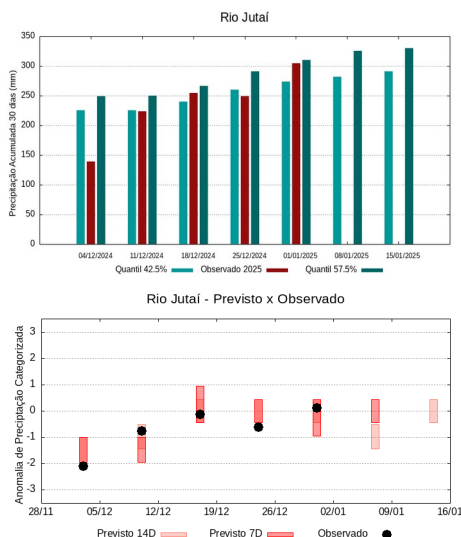 Rio Jutaí
Precipitação Acumulada 30 dias (mm)
350
300
250
200
150
100
50
0
04/12/2024 11/12/2024 18/12/2024 25/12/2024 01/01/2025 08/01/2025 15/01/2025
Quantil 42.5% Observado 2025 Quantil 57.5%
Rio Jutaí - Previsto x Observado
Anomalia de Precipitação Categorizada
3
2
1
0
-1
-2
-3
28/11 05/12 12/12 19/12 26/12 02/01 09/01 16/01
Previsto 14D Previsto 7D Observado